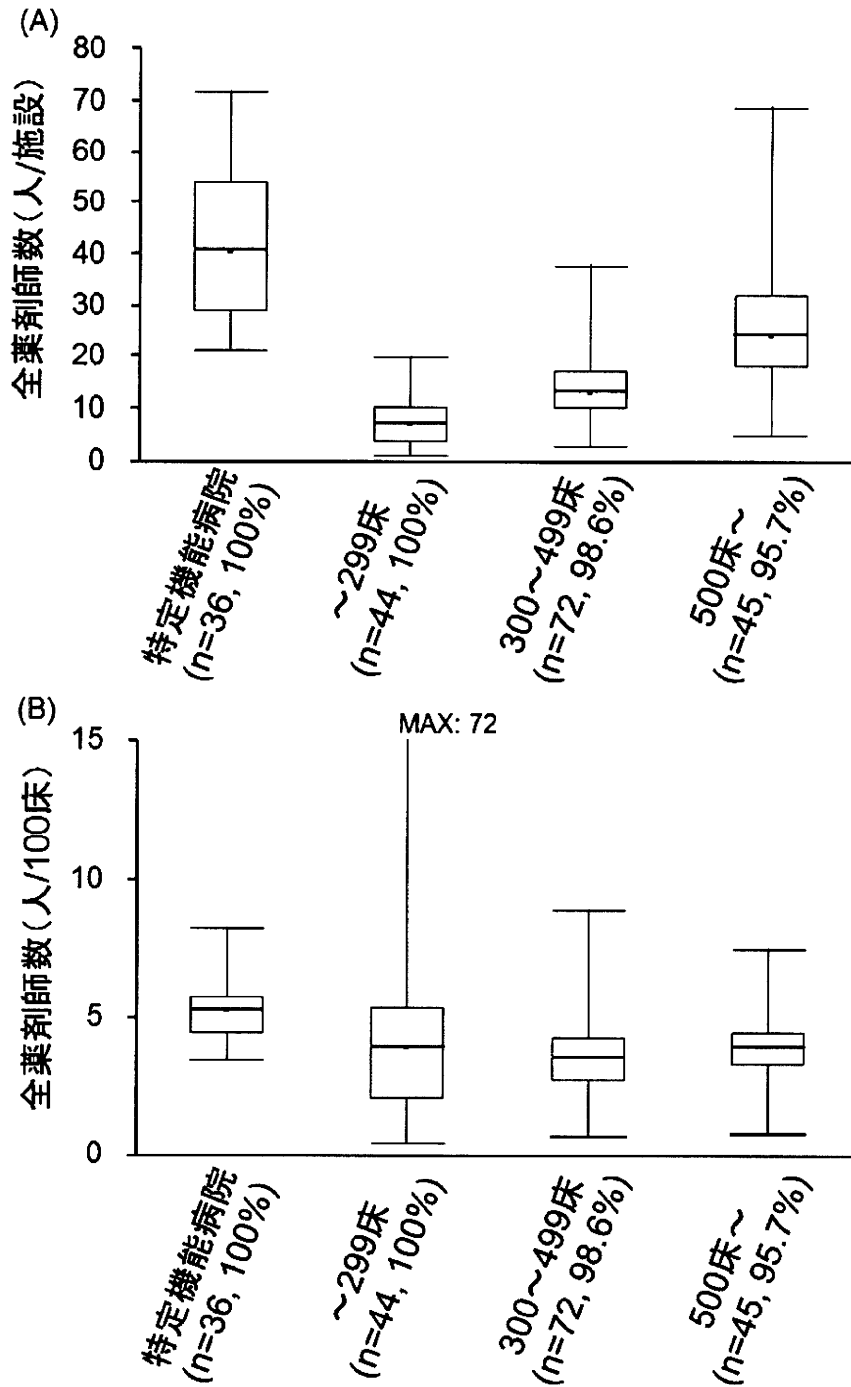 (A)
全薬剤師数(人/施設)
80
70
60
50
40
30
20
10
0
特定機能病院
(n=36, 100%)
～299床
(n=44, 100%)
300～499床
(n=72, 98.6%)
500床～
(n=45, 95.7%)
(B)
MAX: 72
全薬剤師数(人/100床)
15
10
5
0
特定機能病院
(n=36, 100%)
～299床
(n=44, 100%)
300～499床
(n=72, 98.6%)
500床～
(n=45, 95.7%)